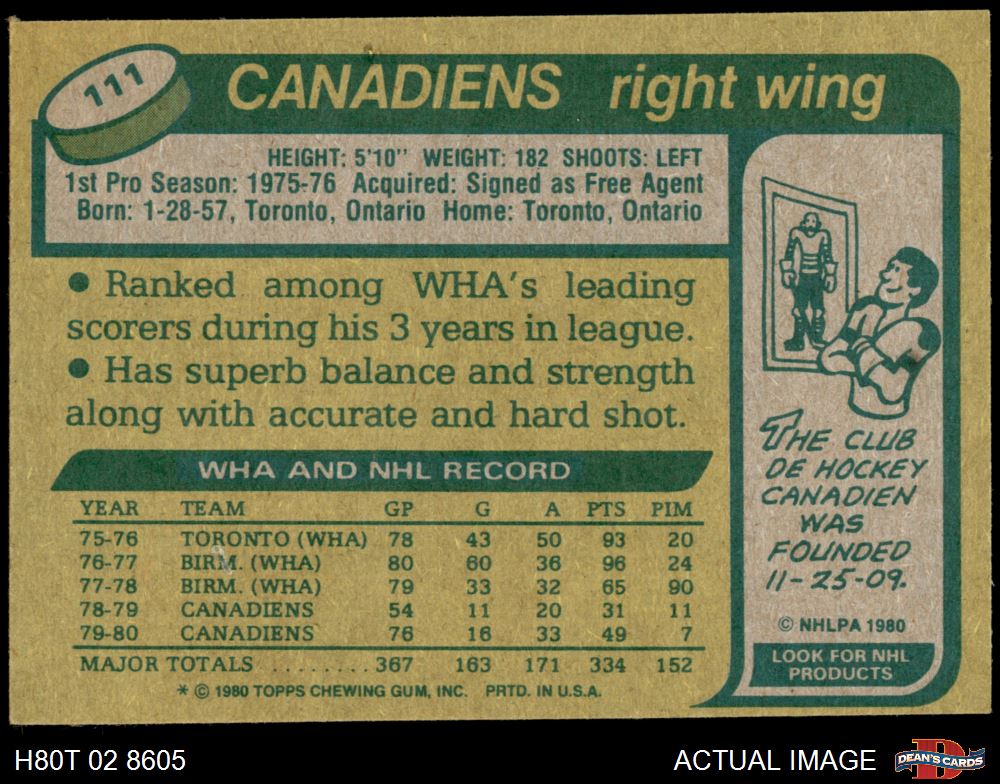 111
CANADIENS right wing
HEIGHT: 5'10" WEIGHT: 182 SHOOTS: LEFT
1st Pro Season: 1975-76 Acquired: Signed as Free Agent
Born: 1-28-57, Toronto, Ontario Home: Toronto, Ontario
• Ranked among WHA's leading
scorers during his 3 years in league.
• Has superb balance and strength
along with accurate and hard shot.
WHA AND NHL RECORD
YEAR TEAM GP G A PTS PIM
75-76 TORONTO (WHA) 78 43 50 93 20
76-77 BIRM. (WHA) 80 60 36 96 24
77-78 BIRM. (WHA) 79 33 32 65 90
78-79 CANADIENS 54 11 20 31 11
79-80 CANADIENS 76 16 33 49 7
MAJOR TOTALS ........ 367 163 171 334 152
* © 1980 TOPPS CHEWING GUM, INC. PRTD. IN U.S.A.
THE CLUB
DE HOCKEY
CANADIEN
WAS
FOUNDED
11-25-09.
© NHLPA 1980
LOOK FOR NHL
PRODUCTS
H80T 02 8605
ACTUAL IMAGE
DEAN'S CARDS